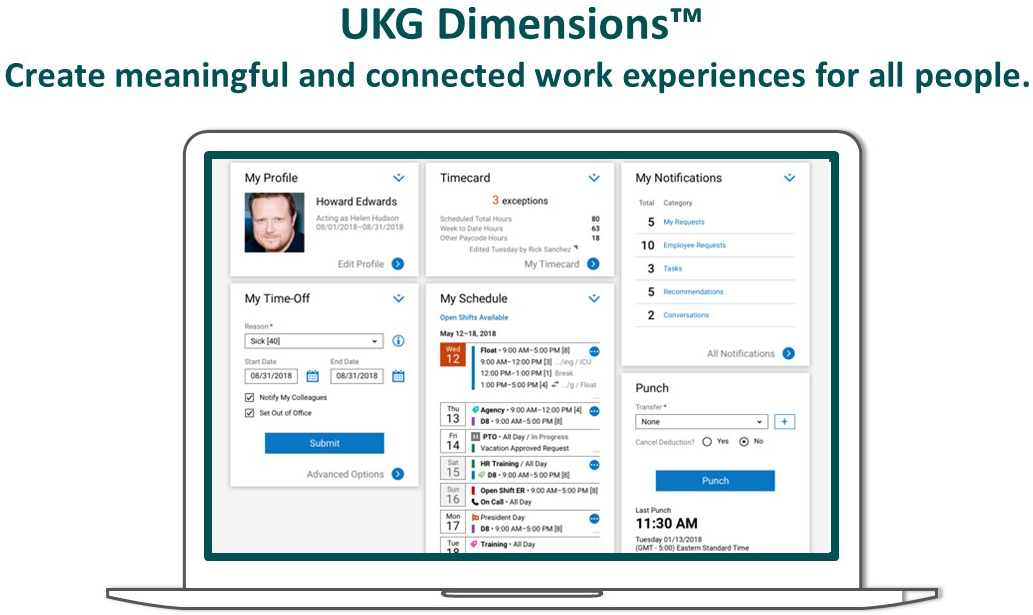 UKG Dimensions™
Create meaningful and connected work experiences for all people.
My Profile
Howard Edwards
Acting as Helen Hudson
08/01/2018–08/31/2018
Edit Profile
Timecard
3 exceptions
Scheduled Total Hours 80
Week to Date Hours 63
Other Paycode Hours 18
Edited Tuesday by Rick Sanchez
My Timecard
My Notifications
Total Category
5 My Requests
10 Employee Requests
3 Tasks
5 Recommendations
2 Conversations
All Notifications
My Time-Off
Reason*
Sick [40]
Start Date End Date
08/31/2018 08/31/2018
Notify My Colleagues
Set Out of Office
Submit
Advanced Options
My Schedule
Open Shifts Available
May 12–18, 2018
Wed 
12
Float • 9:00 AM–5:00 PM [8]
9:00 AM–12:00 PM [3] .../ing / ICU
12:00 PM–1:00 PM [1] Break
1:00 PM–5:00 PM [4] .../g / Float
Thu
13
Agency • 9:00 AM–12:00 PM [4]
D8 • 9:00 AM–5:00 PM [8]
Fri
14
PTO • All Day / In Progress
Vacation Approved Request
Sat
15
HR Training / All Day
D8 • 9:00 AM–5:00 PM [8]
Sun
16
Open Shift ER • 9:00 AM–5:00 PM [8]
On Call • All Day
Mon
17
President Day
D8 • 9:00 AM–5:00 PM [8]
Tue
18
Training • All Day
Punch
Transfer*
None
+
Cancel Deduction? Yes No
Punch
Last Punch
11:30 AM
Tuesday 01/13/2018
(GMT - 5:00) Eastern Standard Time